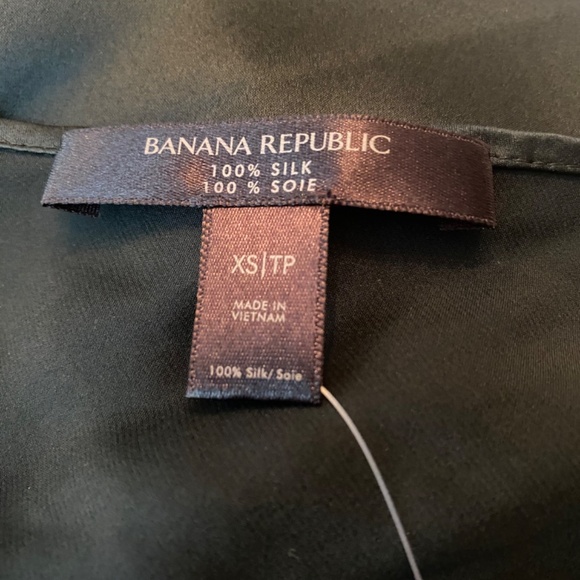 BANANA REPUBLIC
100% SILK
100 % SOIE
XS|TP
MADE IN
VIETNAM
100% Silk/Soie